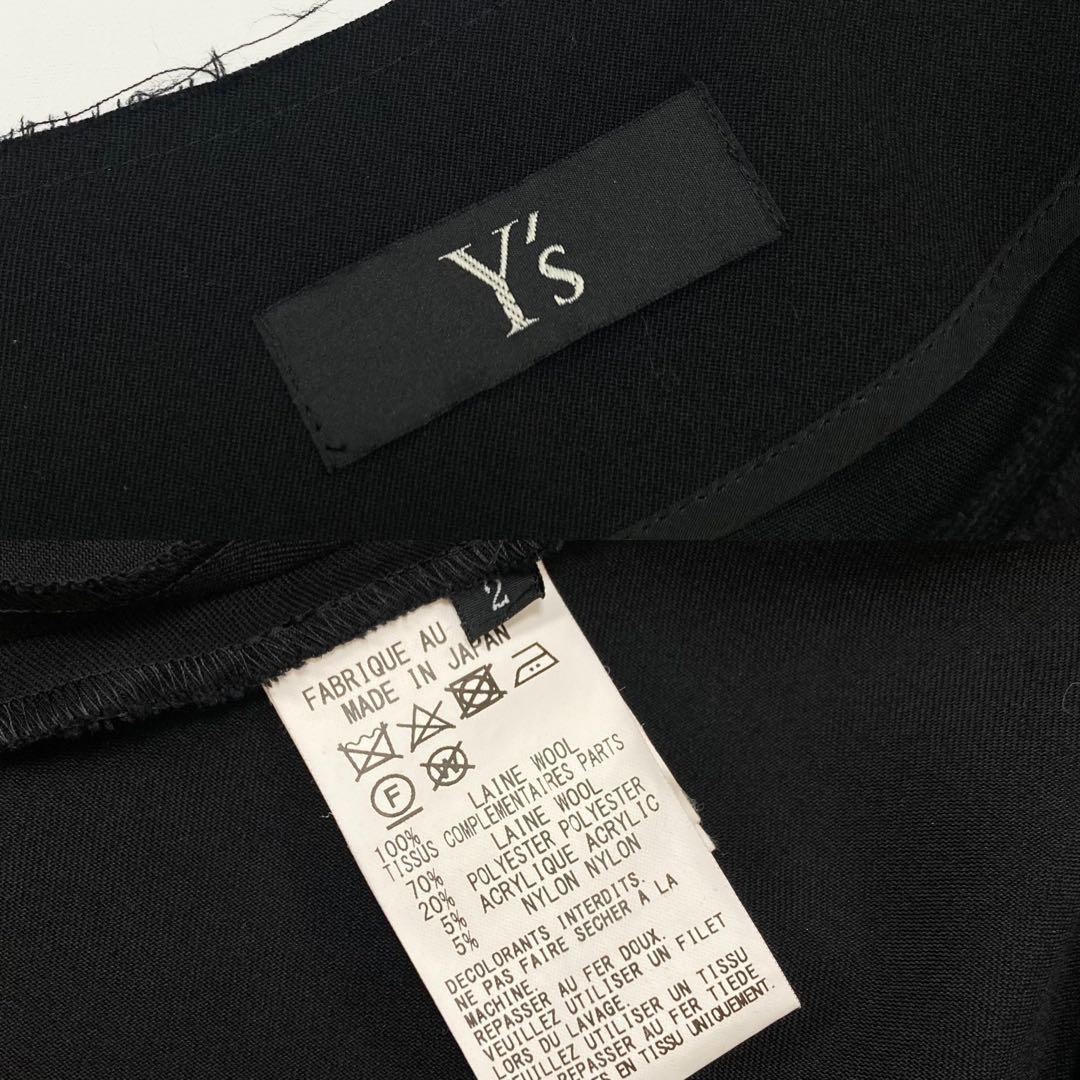 Y's
2
FABRIQUE AU
MADE IN JAPAN
F
W
100% LAINE WOOL
TISSUS COMPLEMENTAIRES PARTS
70% LAINE WOOL
20% POLYESTER POLYESTER
5% ACRYLIQUE ACRYLIC
5% NYLON NYLON
DECOLORANTS INTERDITS.
NE PAS FAIRE SECHER A LA
MACHINE.
REPASSER AU FER DOUX.
VEUILLEZ UTILISER UN FILET
LORS DU LAVAGE.
VEUILLEZ UTILISER UN TISSU
REPASSER AU FER TIEDE
EN TISSU UNIQUEMENT.